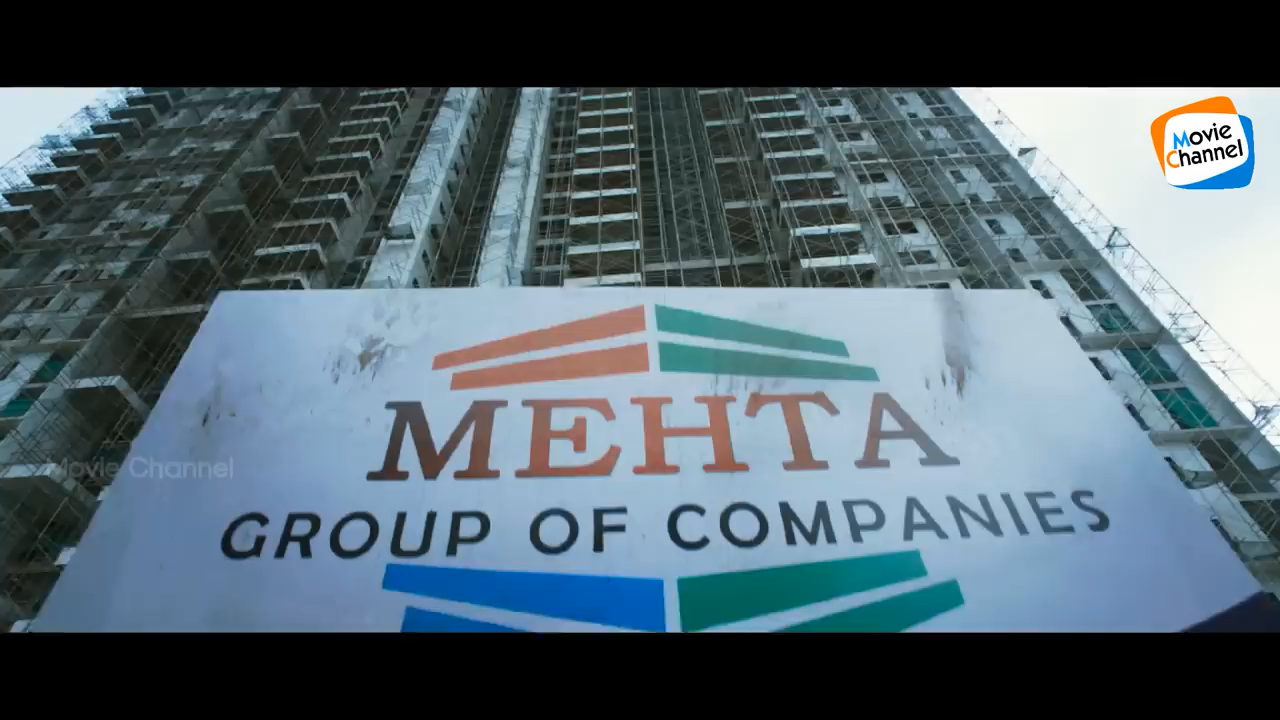 Movie
Channel
MEHTA
GROUP OF COMPANIES
Movie Channel